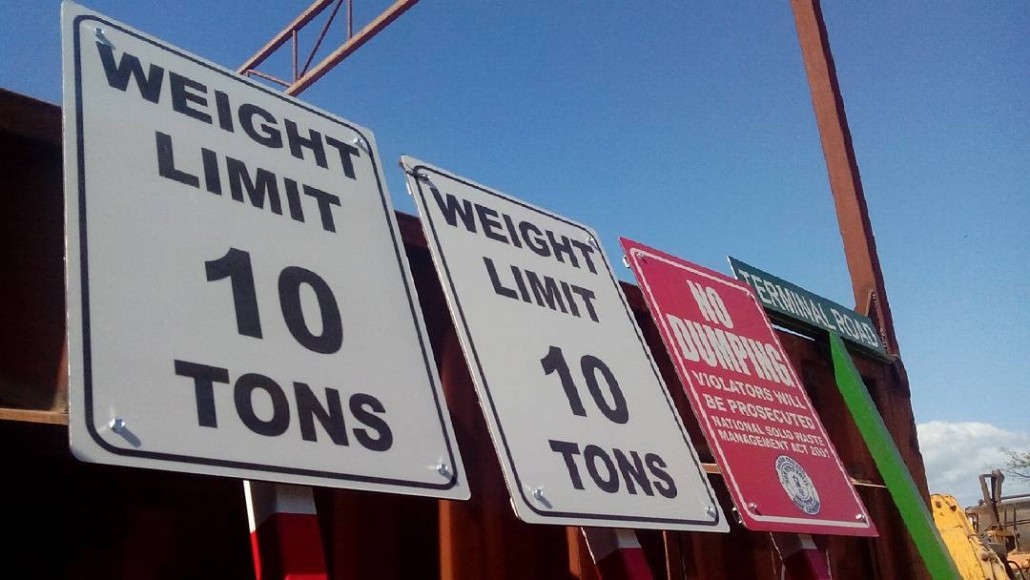 WEIGHT
LIMIT
10
TONS
WEIGHT
LIMIT
10
TONS
NO
DUMPING
VIOLATORS WILL
BE PROSECUTED
NATIONAL SOLID WASTE
MANAGEMENT ACT 2001
TERMINAL ROAD